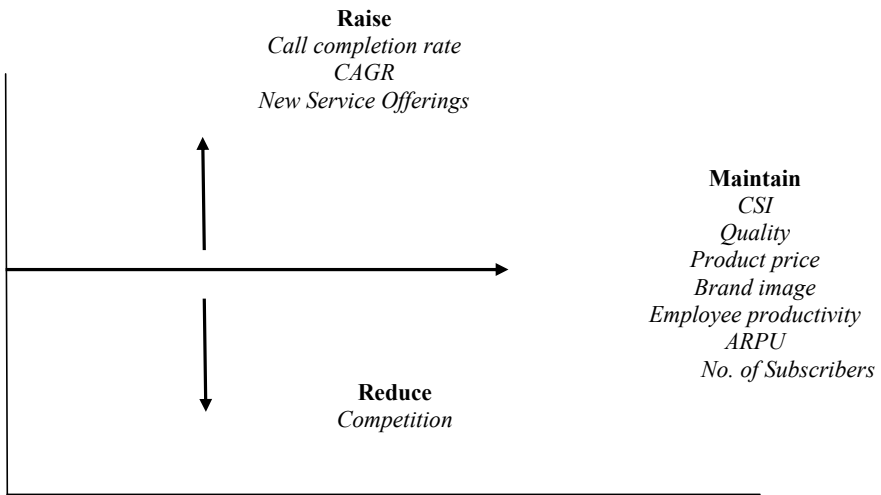 Raise
Call completion rate
CAGR
New Service Offerings
Maintain
CSI
Quality
Product price
Brand image
Employee productivity
ARPU
No. of Subscribers
Reduce
Competition